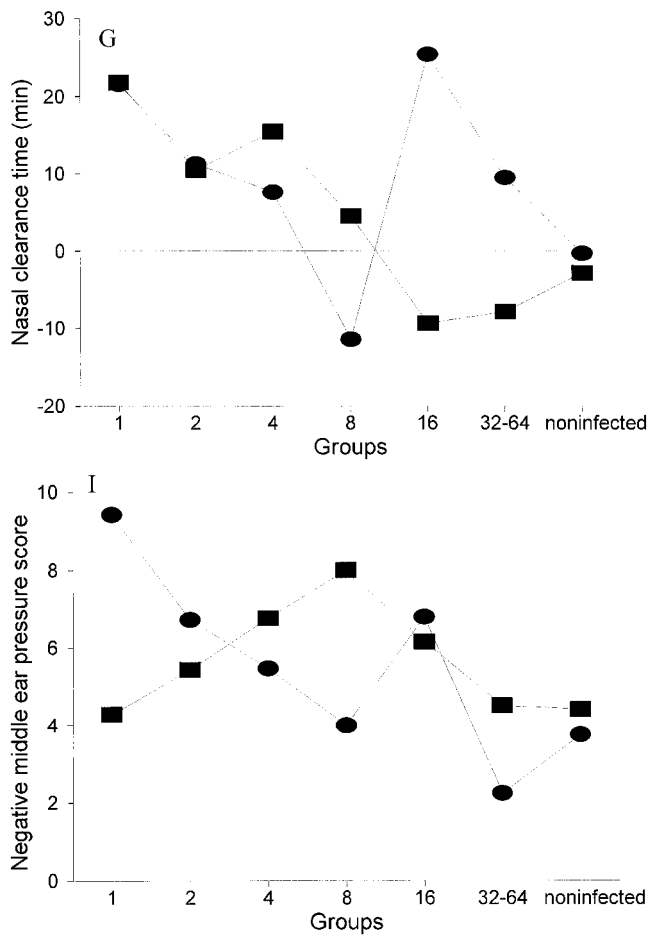 G
Nasal clearance time (min)
30
20
10
0
-10
-20
1 2 4 8 16 32-64 noninfected
Groups
I
Negative middle ear pressure score
10
8
6
4
2
0
1 2 4 8 16 32-64 noninfected
Groups